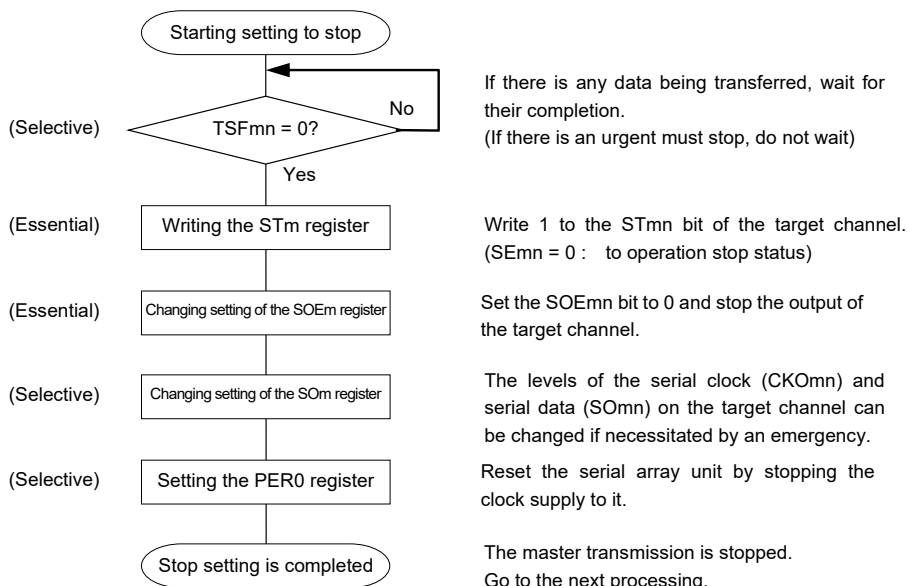 Starting setting to stop
No
(Selective)
TSFmn = 0?
If there is any data being transferred, wait for
their completion.
(If there is an urgent must stop, do not wait)
Yes
(Essential)
Writing the STm register
Write 1 to the STmn bit of the target channel.
(SEmn = 0 : to operation stop status)
(Essential)
Changing setting of the SOEm register
Set the SOEmn bit to 0 and stop the output of
the target channel.
(Selective)
Changing setting of the SOm register
The levels of the serial clock (CKOmn) and
serial data (SOmn) on the target channel can
be changed if necessitated by an emergency.
(Selective)
Setting the PER0 register
Reset the serial array unit by stopping the
clock supply to it.
Stop setting is completed
The master transmission is stopped.
Go to the next processing.